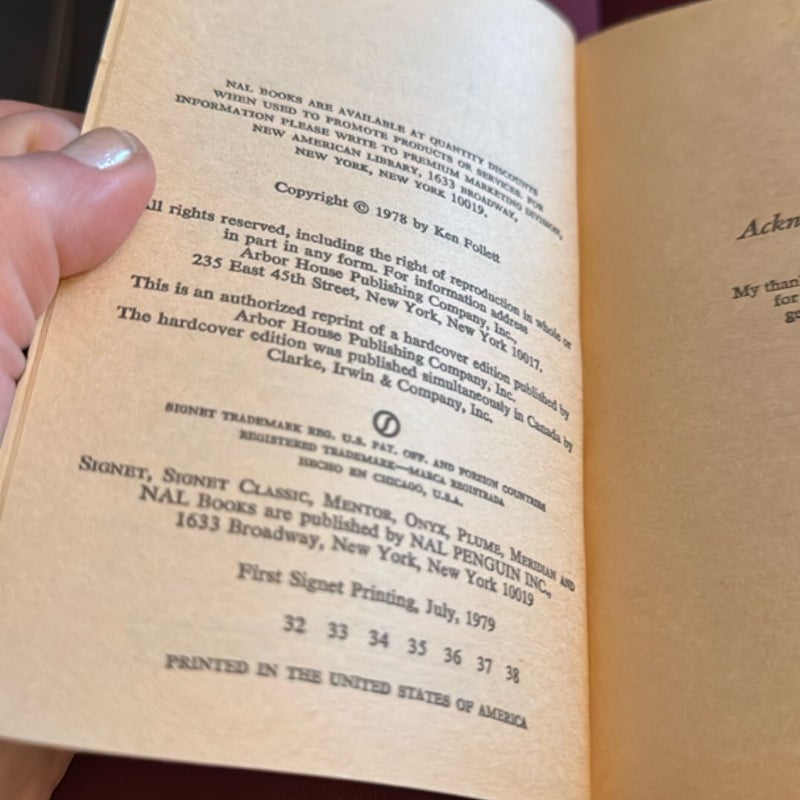 NAL BOOKS ARE AVAILABLE AT QUANTITY DISCOUNTS
WHEN USED TO PROMOTE PRODUCTS OR SERVICES. FOR
INFORMATION PLEASE WRITE TO PREMIUM MARKETING DIVISION,
NEW AMERICAN LIBRARY, 1633 BROADWAY,
NEW YORK, NEW YORK 10019.
Copyright © 1978 by Ken Follett
All rights reserved, including the right of reproduction in whole or
in part in any form. For information address
Arbor House Publishing Company, Inc.,
235 East 45th Street, New York, New York 10017.
This is an authorized reprint of a hardcover edition published by
Arbor House Publishing Company, Inc.
The hardcover edition was published simultaneously in Canada by
Clarke, Irwin & Company, Inc.
SIGNET TRADEMARK REG. U.S. PAT. OFF. AND FOREIGN COUNTRIES
REGISTERED TRADEMARK—MARCA REGISTRADA
HECHO EN CHICAGO, U.S.A.
SIGNET, SIGNET CLASSIC, MENTOR, ONYX, PLUME, MERIDIAN AND
NAL BOOKS are published by NAL PENGUIN INC.,
1633 Broadway, New York, New York 10019
First Signet Printing, July, 1979
32 33 34 35 36 37 38
PRINTED IN THE UNITED STATES OF AMERICA
Ackn
My than
for
ge